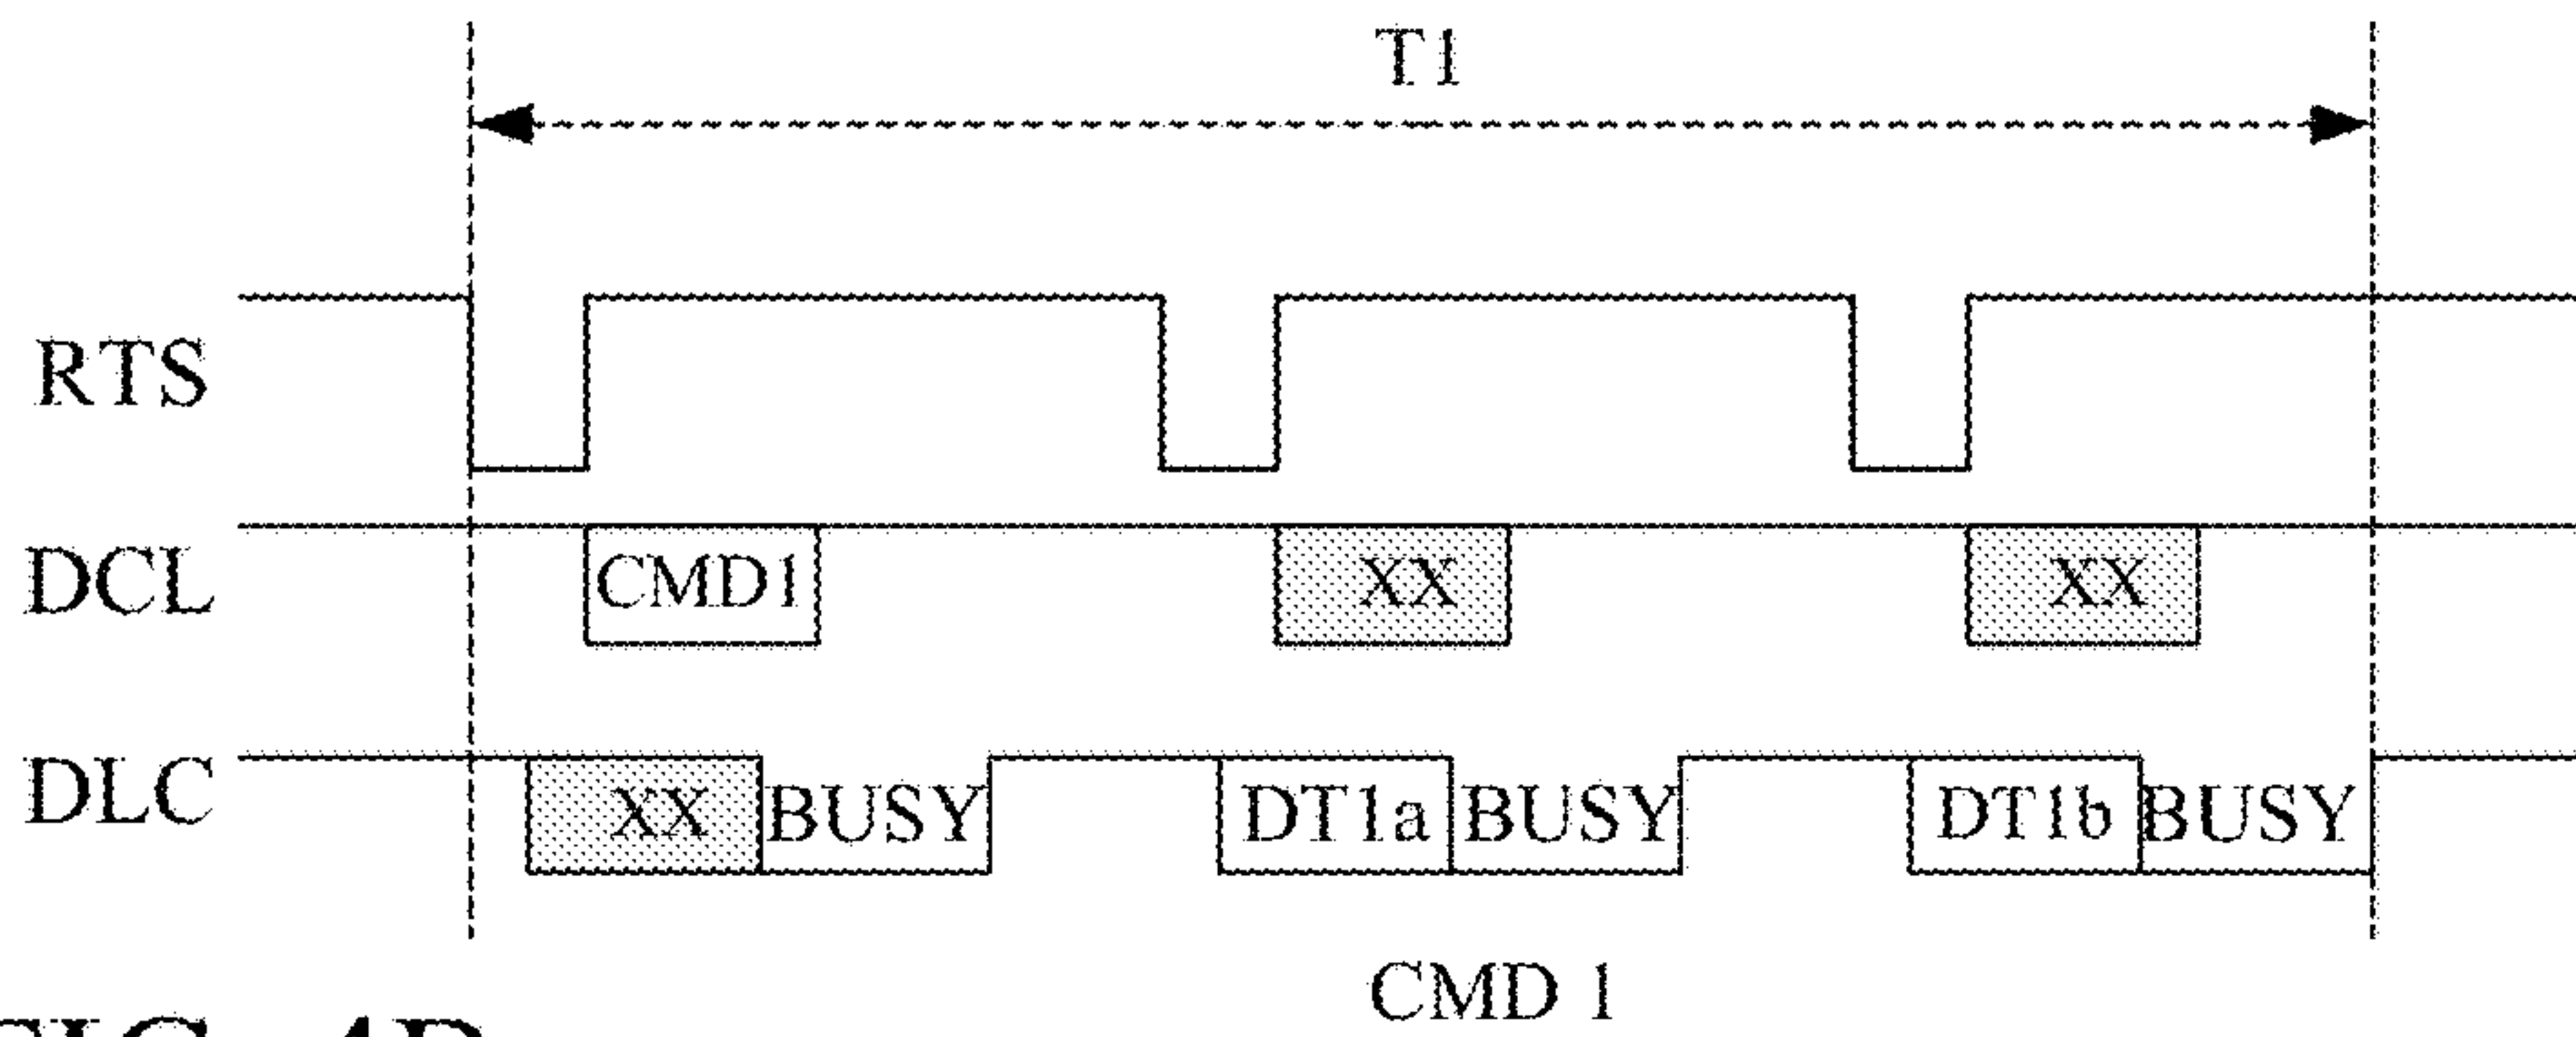 T1
RTS
DCL CMD1 XX XX
DLC XX BUSY DT1a BUSY DT1b BUSY
CMD 1